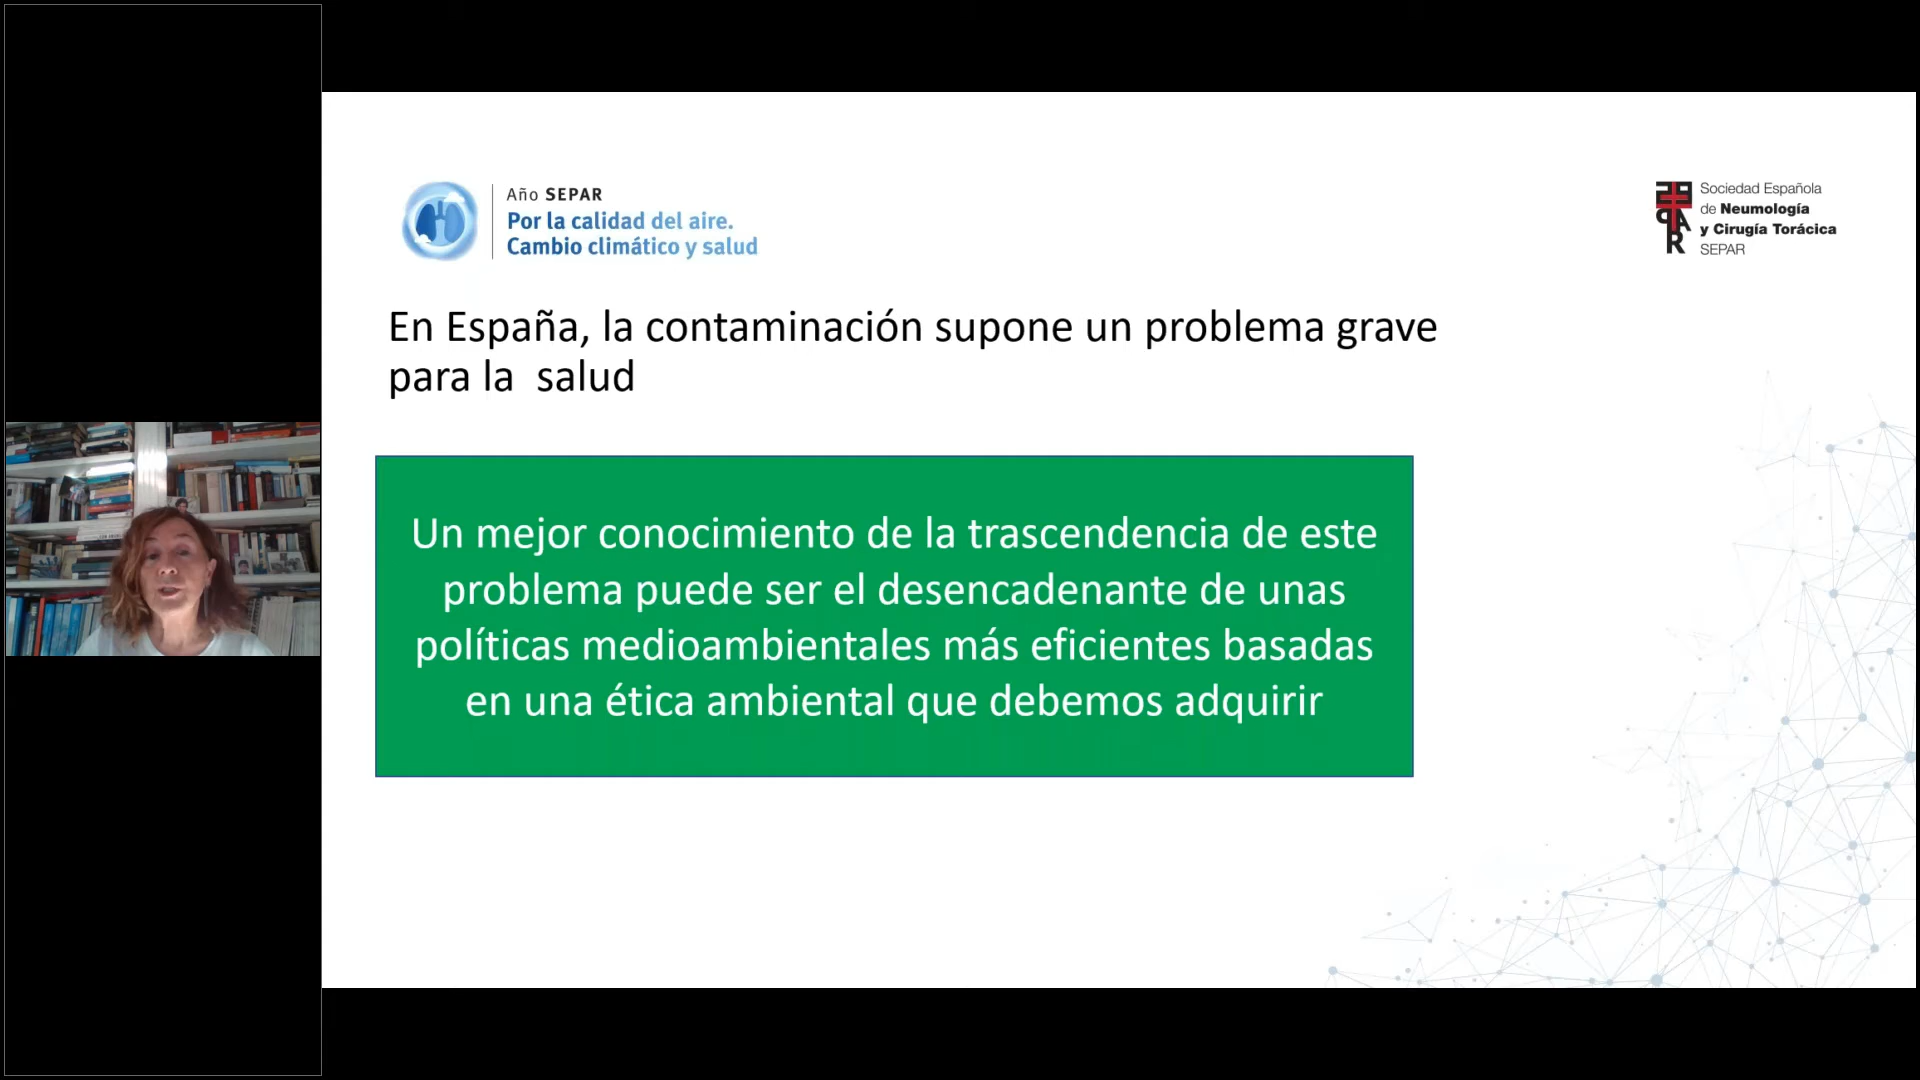 Año SEPAR
Por la calidad del aire.
Cambio climático y salud
SEPAR
Sociedad Española
de Neumología
y Cirugía Torácica
SEPAR
En España, la contaminación supone un problema grave
para la salud
Un mejor conocimiento de la trascendencia de este
problema puede ser el desencadenante de unas
políticas medioambientales más eficientes basadas
en una ética ambiental que debemos adquirir